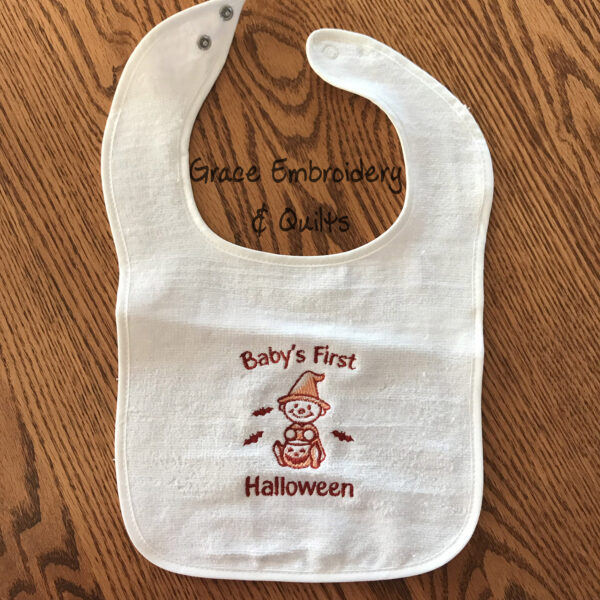 Grace Embroidery
& Quilts
Baby's First
Halloween